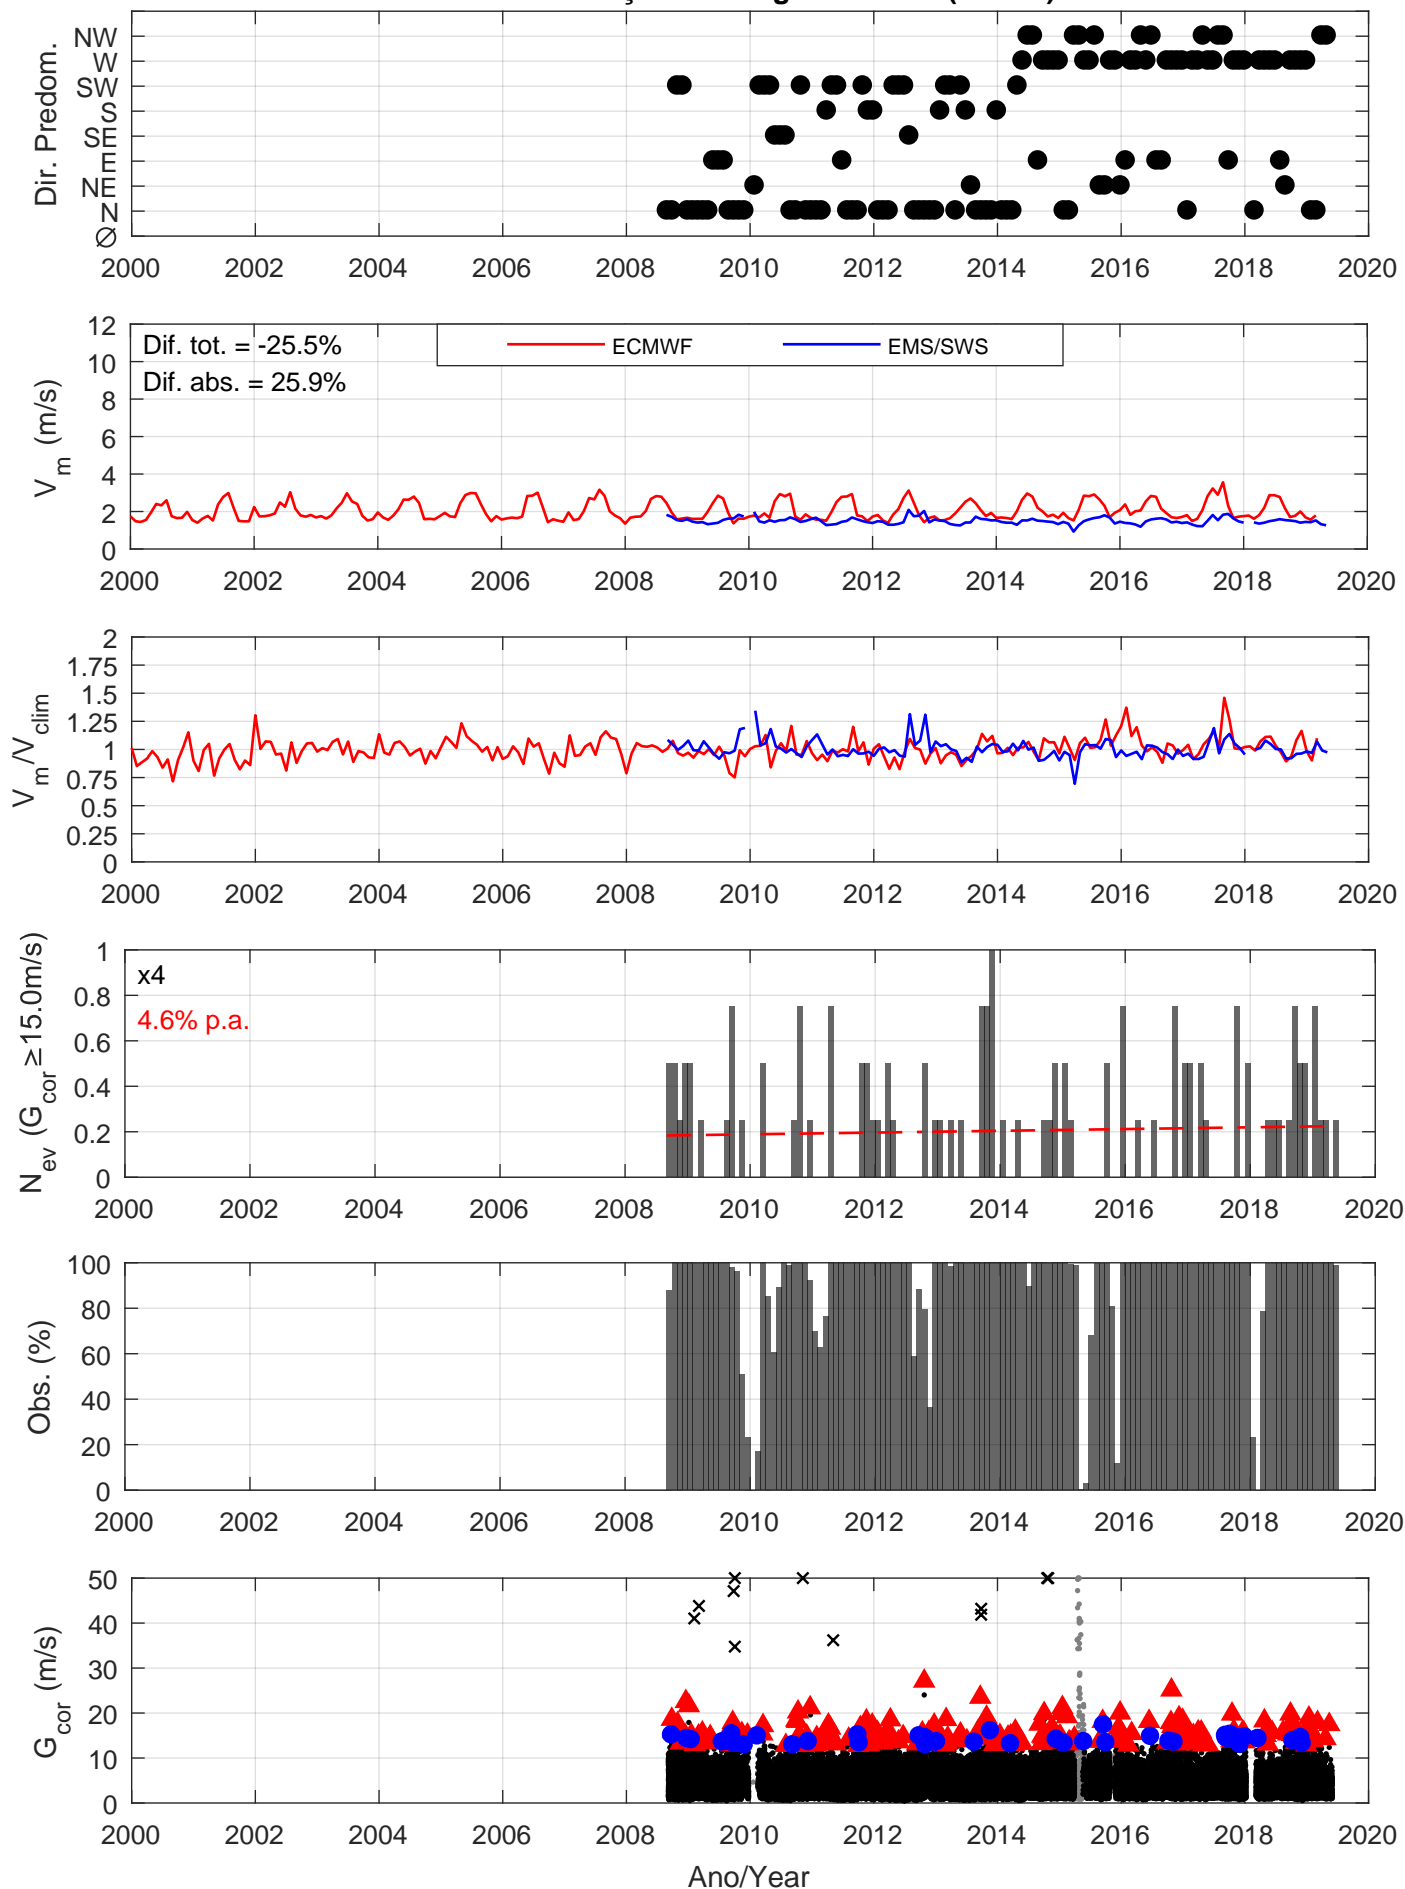 NW
W
SW
S
SE
E
NE
N
Ø
Dir. Predom.
2000 2002 2004 2006 2008 2010 2012 2014 2016 2018 2020
12
10
8
6
4
2
0
V_m (m/s)
Dif. tot. = -25.5%
Dif. abs. = 25.9%
ECMWF
EMS/SWS
2000 2002 2004 2006 2008 2010 2012 2014 2016 2018 2020
2
1.75
1.5
1.25
1
0.75
0.5
0.25
0
V_m/V_clim
2000 2002 2004 2006 2008 2010 2012 2014 2016 2018 2020
1
0.8
0.6
0.4
0.2
0
N_ev (G_cor ≥15.0m/s)
x4
4.6% p.a.
2000 2002 2004 2006 2008 2010 2012 2014 2016 2018 2020
100
80
60
40
20
0
Obs. (%)
2000 2002 2004 2006 2008 2010 2012 2014 2016 2018 2020
50
40
30
20
10
0
G_cor (m/s)
2000 2002 2004 2006 2008 2010 2012 2014 2016 2018 2020
Ano/Year